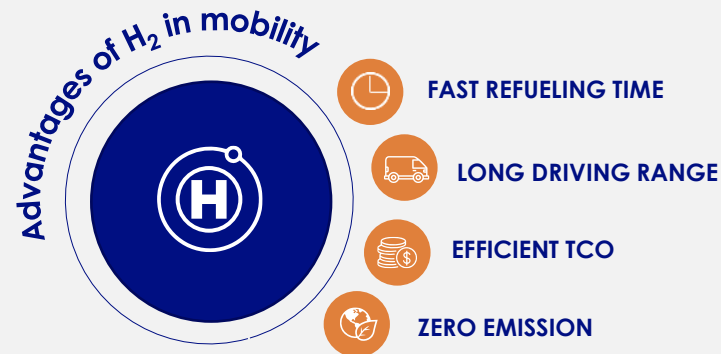 Advantages of H₂ in mobility
H
FAST REFUELING TIME
LONG DRIVING RANGE
$
EFFICIENT TCO
ZERO EMISSION